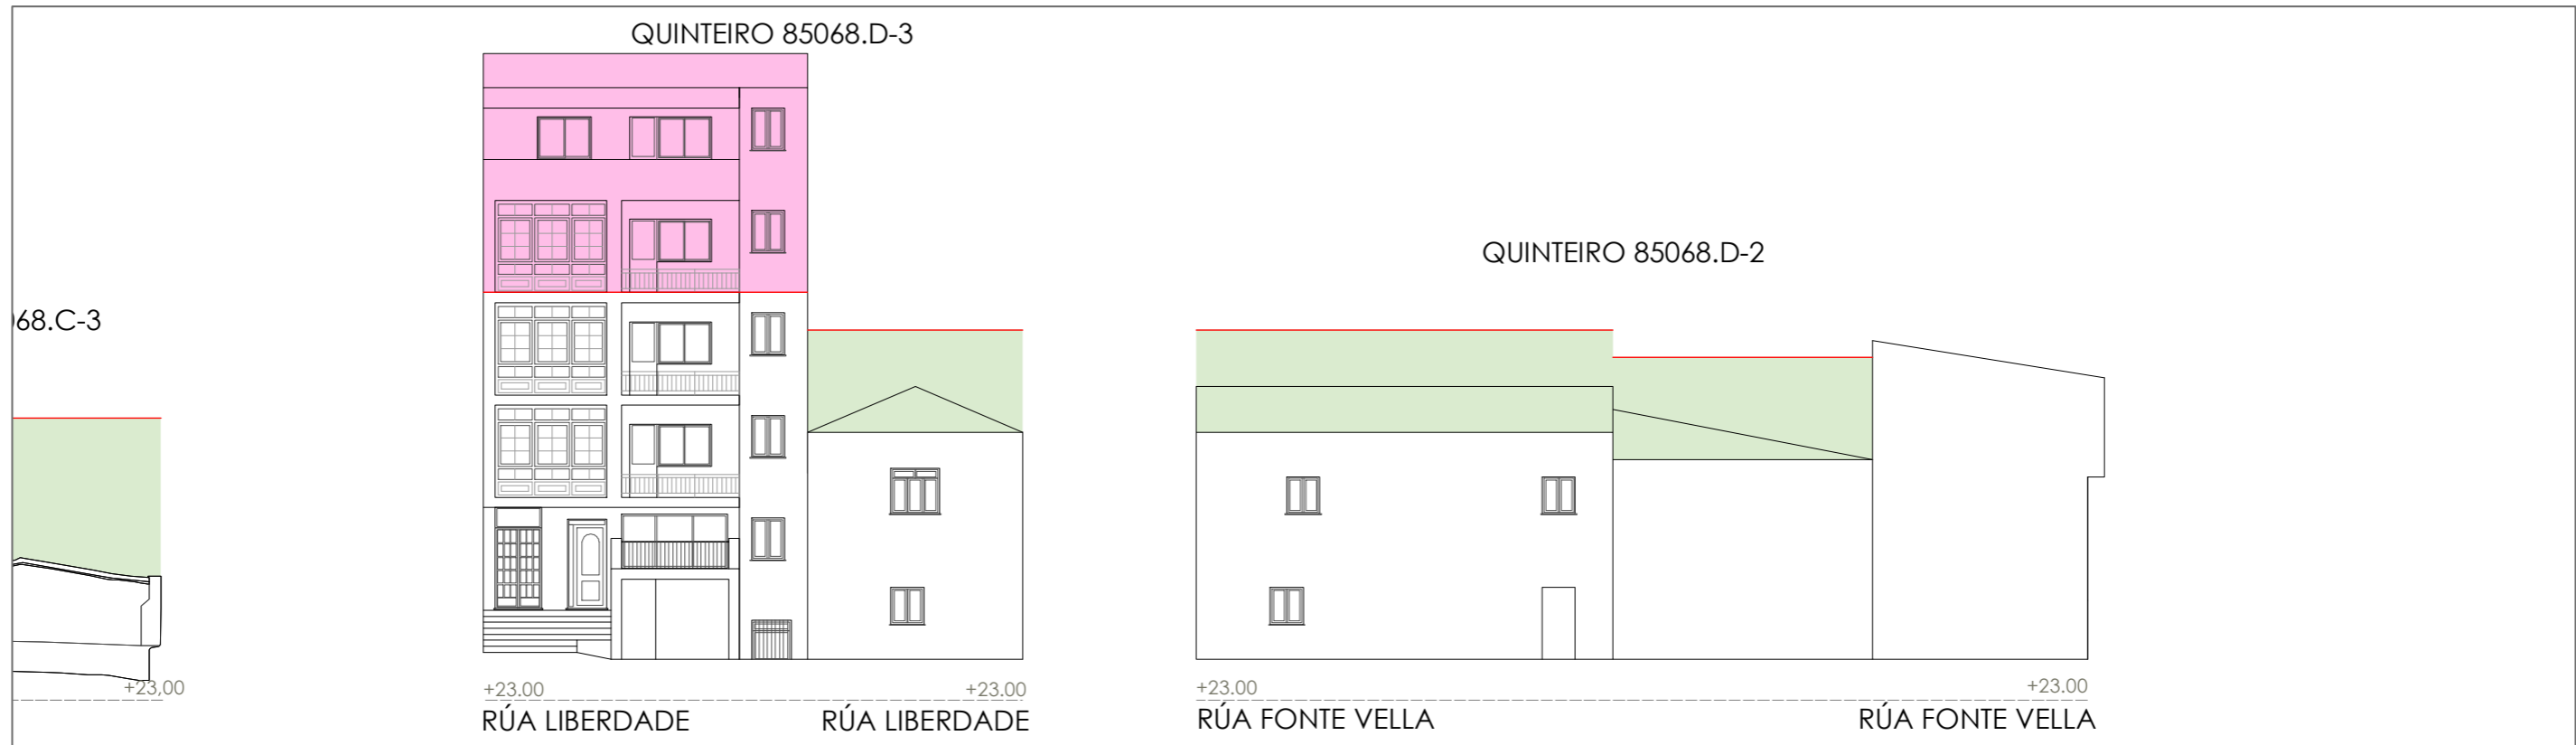 QUINTEIRO 85068.D-3
QUINTEIRO 85068.D-2
68.C-3
+23,00
+23.00
+23.00
+23.00
+23.00
RÚA LIBERDADE
RÚA LIBERDADE
RÚA FONTE VELLA
RÚA FONTE VELLA